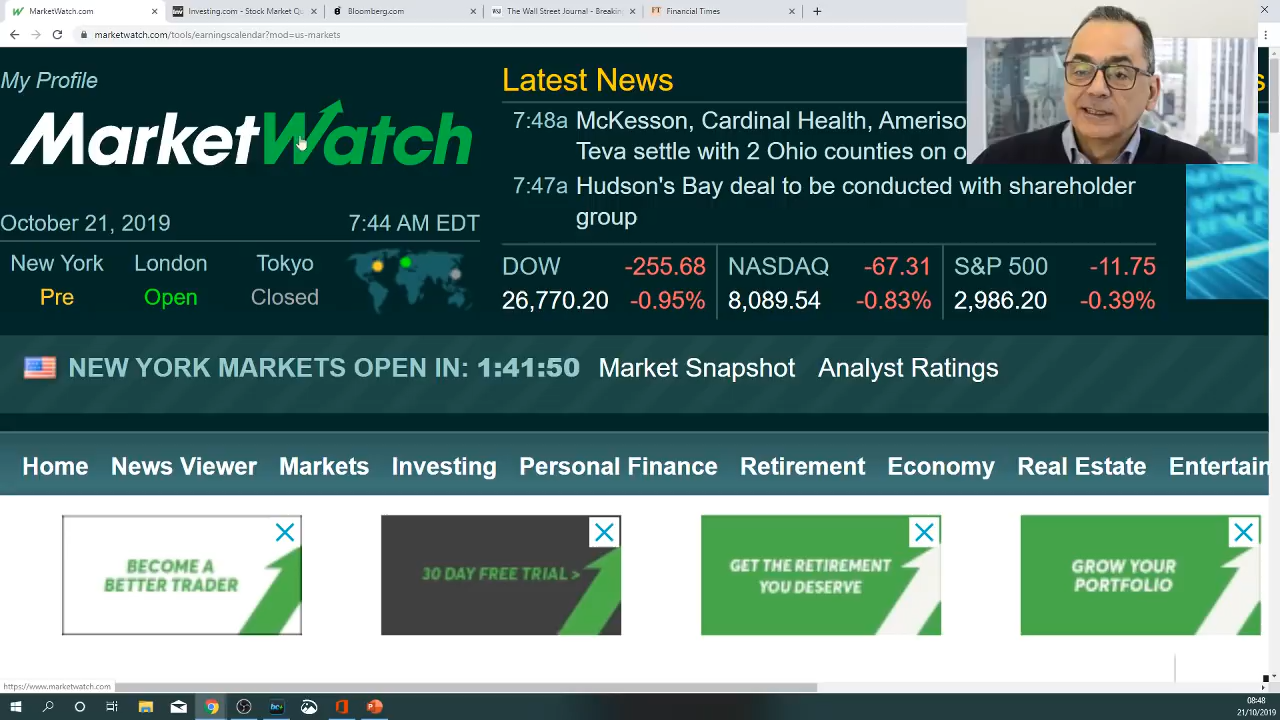 MarketWatch.com
Investing.com - Stock Market Qu
Bloomberg.com
The Wall Street Journal - Breakin
Financial Times
marketwatch.com/tools/earningscalendar?mod=us-markets
My Profile
MarketWatch
October 21, 2019
7:44 AM EDT
New York
London
Tokyo
Pre
Open
Closed
Latest News
7:48a McKesson, Cardinal Health, Ameriso
Teva settle with 2 Ohio counties on o
7:47a Hudson's Bay deal to be conducted with shareholder
group
DOW -255.68
26,770.20 -0.95%
NASDAQ -67.31
8,089.54 -0.83%
S&P 500 -11.75
2,986.20 -0.39%
NEW YORK MARKETS OPEN IN: 1:41:50 Market Snapshot Analyst Ratings
Home News Viewer Markets Investing Personal Finance Retirement Economy Real Estate Entertain
BECOME A
BETTER TRADER
30 DAY FREE TRIAL >
GET THE RETIREMENT
YOU DESERVE
GROW YOUR
PORTFOLIO
https://www.marketwatch.com
08:48
21/10/2019